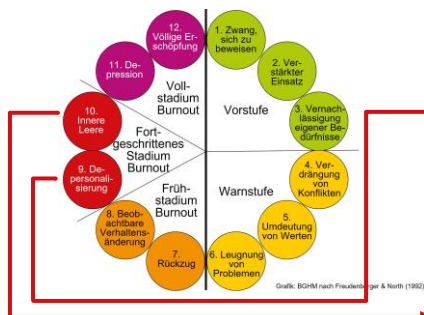 1. Zwang,
sich zu
beweisen
2. Ver-
stärkter
Einsatz
3. Vernach-
lässigung
eigener Be-
dürfnisse
4. Ver-
drängung
von
Konflikten
5.
Umdeutung
von Werten
6. Leugnung
von
Problemen
7.
Rückzug
8. Beob-
achtbare
Verhaltens-
änderung
9. De-
personali-
sierung
10.
Innere
Leere
11. De-
pression
12.
Völlige Er-
schöpfung
Vorstufe
Warnstufe
Früh-
stadium
Burnout
Fort-
geschrittenes
Stadium
Burnout
Voll-
stadium
Burnout
Grafik: BGHM nach Freudenberger & North (1992)